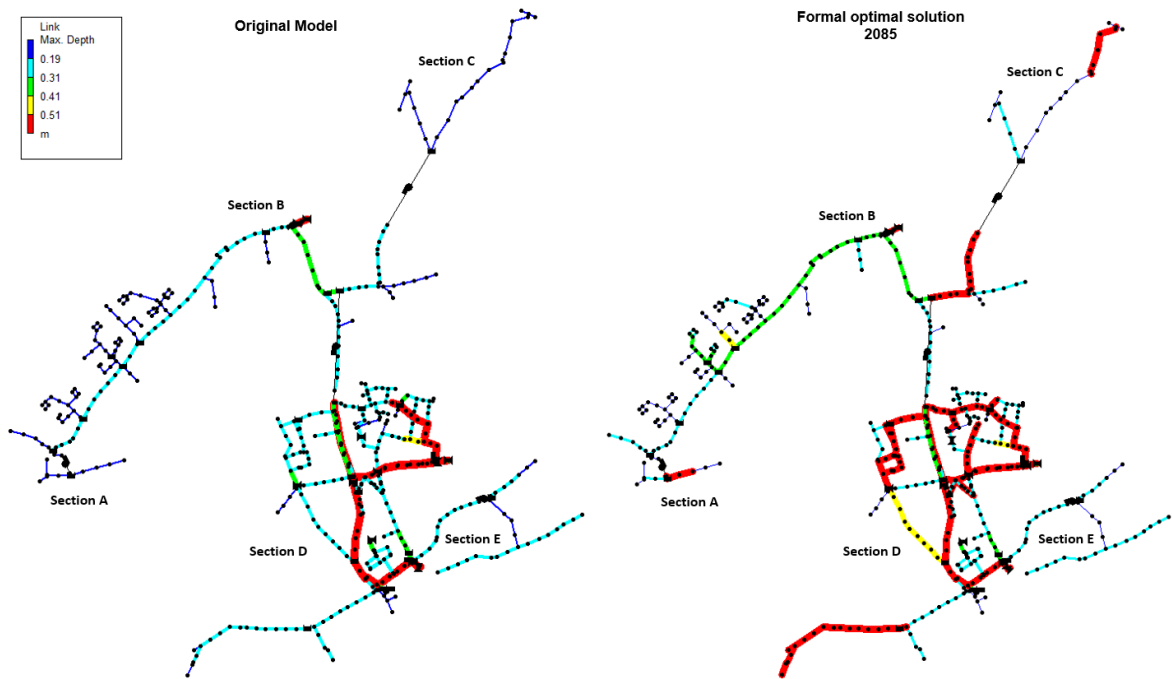 Link
Max. Depth
0.19
0.31
0.41
0.51
m
Original Model
Section C
Section B
Section A
Section D
Section E
Formal optimal solution
2085
Section C
Section B
Section A
Section D
Section E